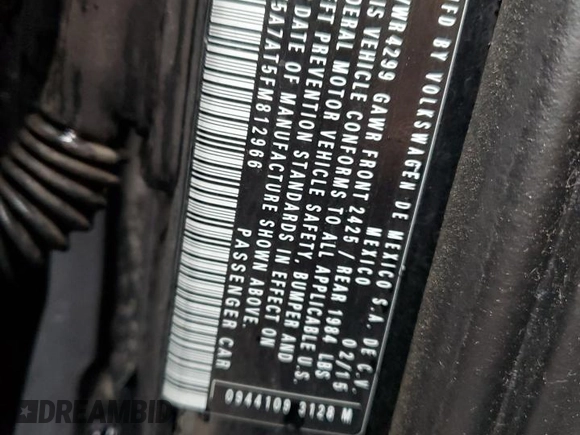 MFD BY VOLKSWAGEN DE MEXICO S.A. DE C.V.
MEXICO 02/15
GVWR 4299 GAWR FRONT 2425 / REAR 1984 LBS
THIS VEHICLE CONFORMS TO ALL APPLICABLE U.S.
FEDERAL MOTOR VEHICLE SAFETY, BUMPER AND
THEFT PREVENTION STANDARDS IN EFFECT ON
DATE OF MANUFACTURE SHOWN ABOVE.
5A7AT5FM812966 PASSENGER CAR
0944109 3128 M
DREAMBID